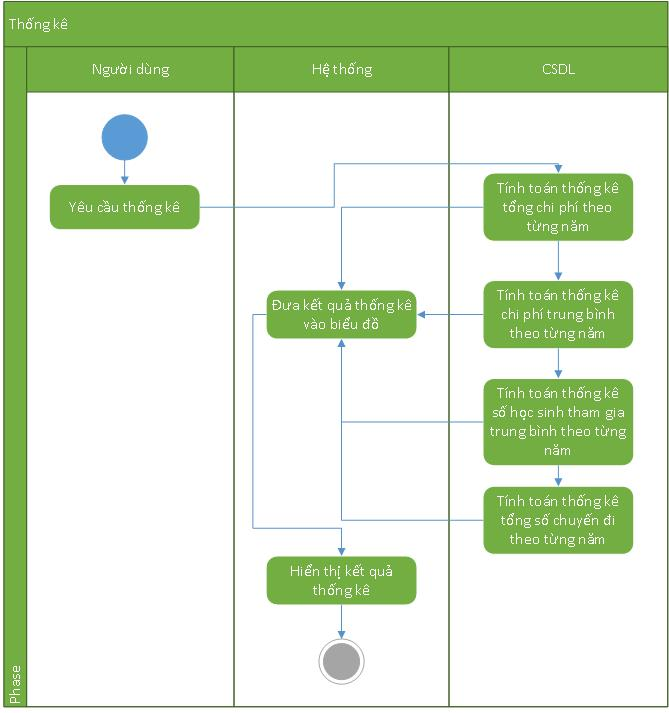 Thống kê
Người dùng
Hệ thống
CSDL
Yêu cầu thống kê
Tính toán thống kê
tổng chi phí theo
từng năm
Đưa kết quả thống kê
vào biểu đồ
Tính toán thống kê
chi phí trung bình
theo từng năm
Tính toán thống kê
số học sinh tham gia
trung bình theo từng
năm
Tính toán thống kê
tổng số chuyến đi
theo từng năm
Hiển thị kết quả
thống kê
Phase